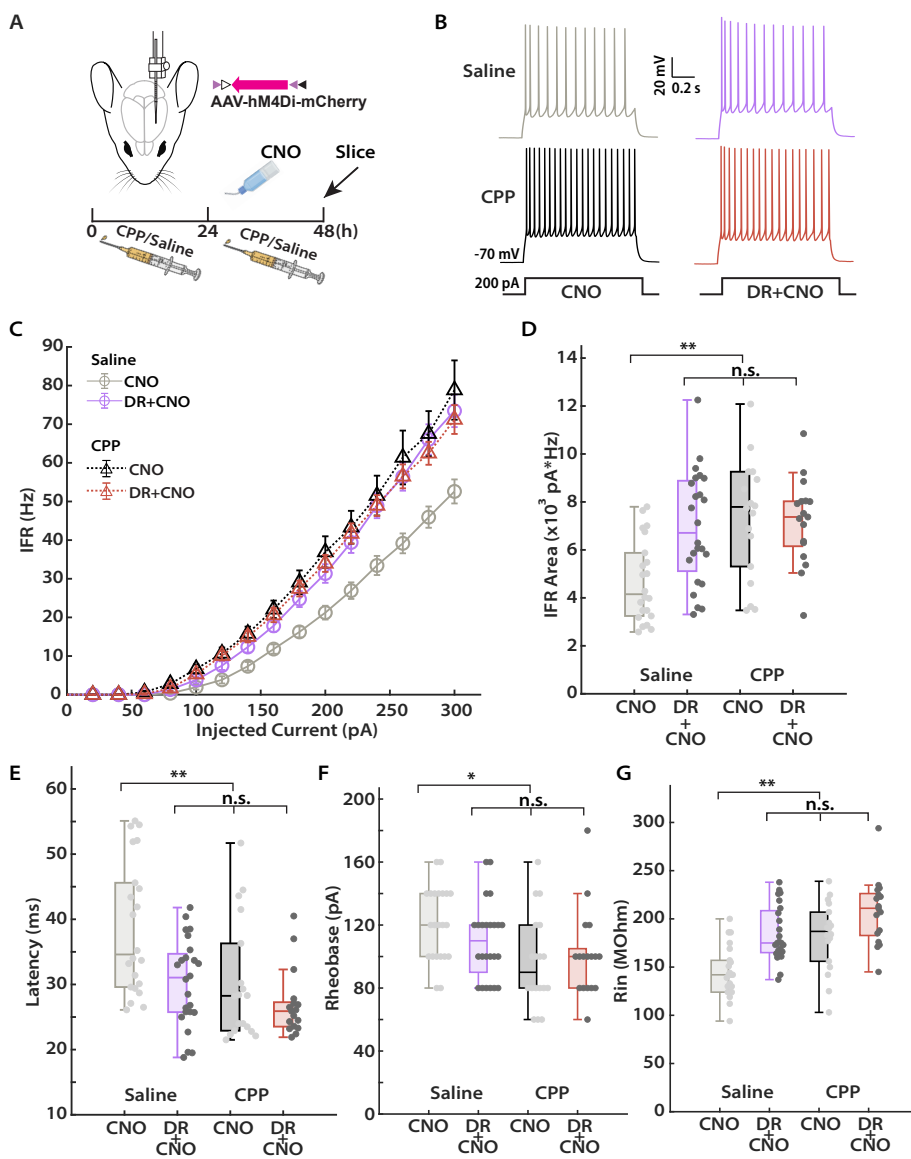 A
AAV-hM4Di-mCherry
CNO
Slice
0
24
48(h)
CPP/Saline
CPP/Saline
B
Saline
20 mV
0.2 s
CPP
-70 mV
200 pA
CNO
DR+CNO
C
90
80
70
60
50
40
30
20
10
0
IFR (Hz)
Saline
CNO
DR+CNO
CPP
CNO
DR+CNO
0
50
100
150
200
250
300
Injected Current (pA)
D
**
n.s.
14
12
10
8
6
4
2
0
IFR Area (x10³ pA*Hz)
Saline
CPP
CNO
DR
+
CNO
CNO
DR
+
CNO
E
**
n.s.
60
50
40
30
20
10
Latency (ms)
Saline
CPP
CNO
DR
+
CNO
CNO
DR
+
CNO
F
*
n.s.
200
160
120
80
40
0
Rheobase (pA)
Saline
CPP
CNO
DR
+
CNO
CNO
DR
+
CNO
G
**
n.s.
300
250
200
150
100
50
0
Rin (MOhm)
Saline
CPP
CNO
DR
+
CNO
CNO
DR
+
CNO